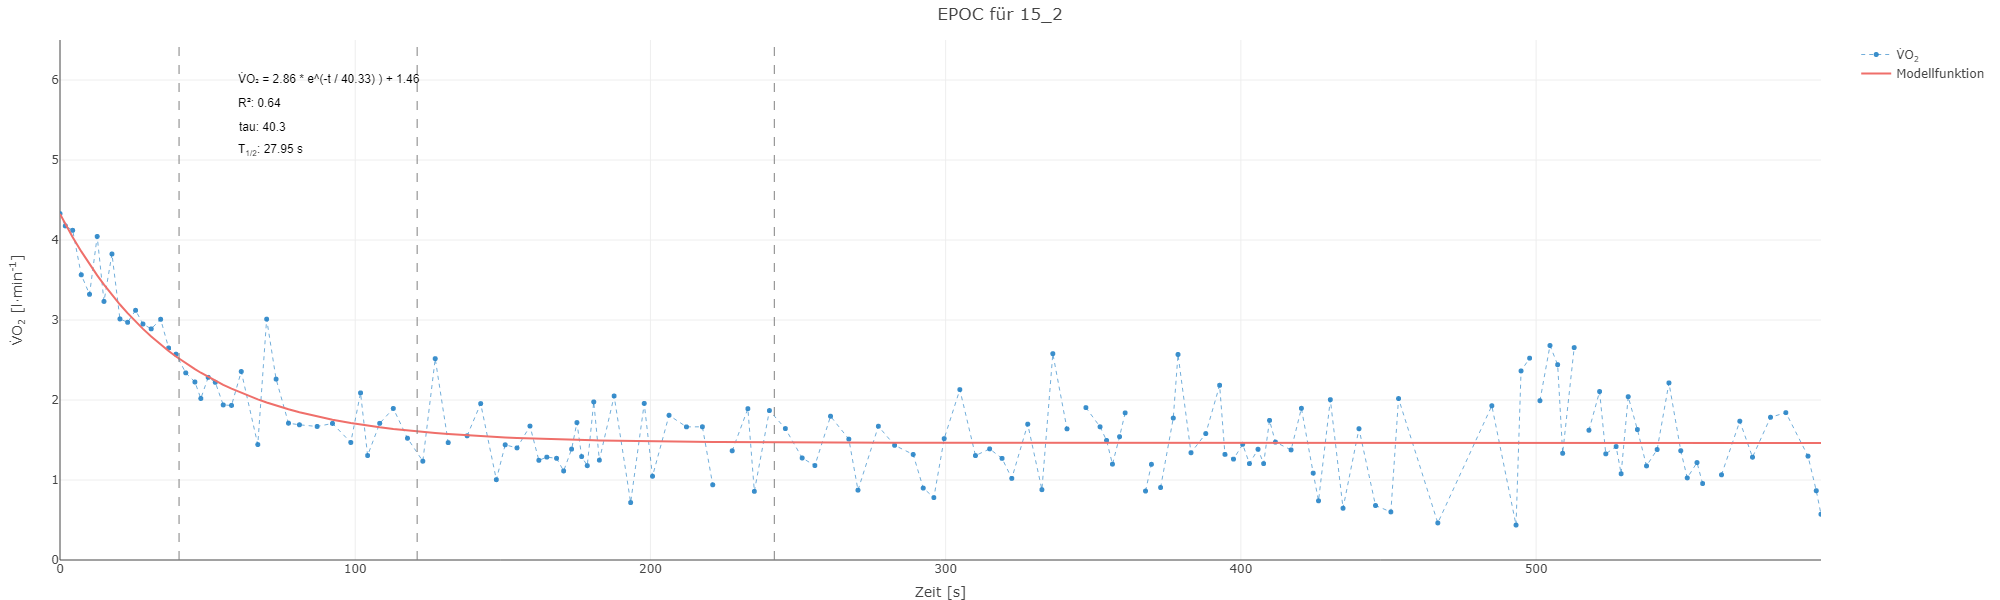 EPOC für 15_2
V̇O₂ = 2.86 * e^(-t / 40.33) ) + 1.46
R²: 0.64
tau: 40.3
T1/2: 27.95 s
V̇O₂
Modellfunktion
V̇O₂ [l·min⁻¹]
6
5
4
3
2
1
0
0 100 200 300 400 500
Zeit [s]